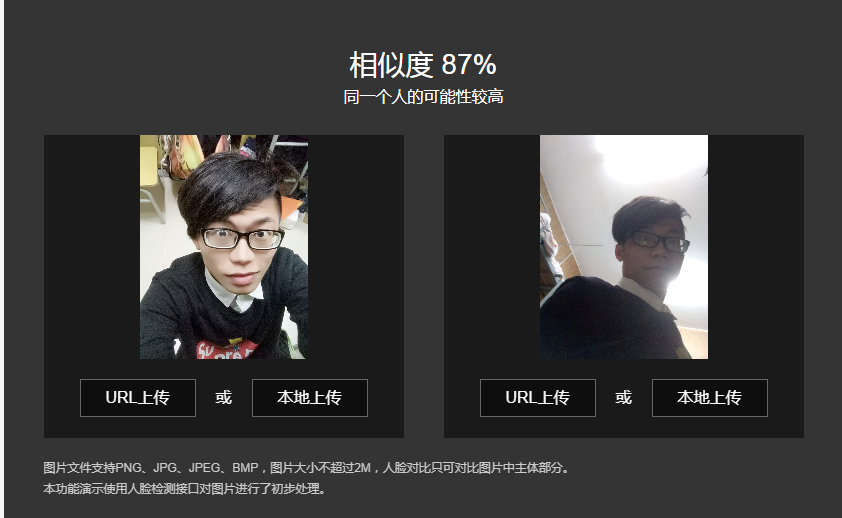 相似度 87%
同一个人的可能性较高
URL上传 或 本地上传
URL上传 或 本地上传
图片文件支持PNG、JPG、JPEG、BMP，图片大小不超过2M，人脸对比只可对比图片中主体部分。
本功能演示使用人脸检测接口对图片进行了初步处理。